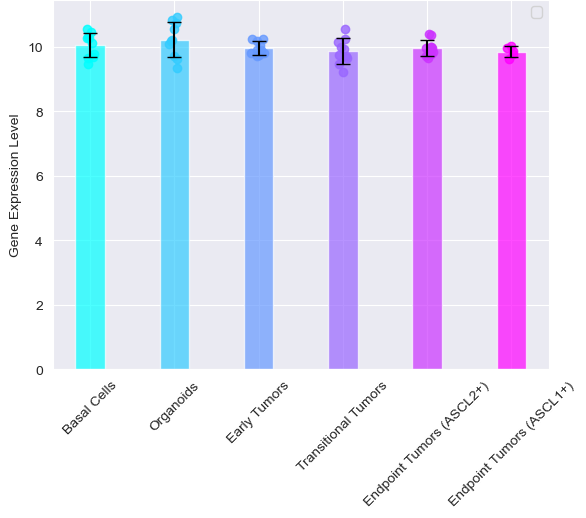 10
8
6
4
2
0
Gene Expression Level
Basal Cells
Organoids
Early Tumors
Transitional Tumors
Endpoint Tumors (ASCL2+)
Endpoint Tumors (ASCL1+)